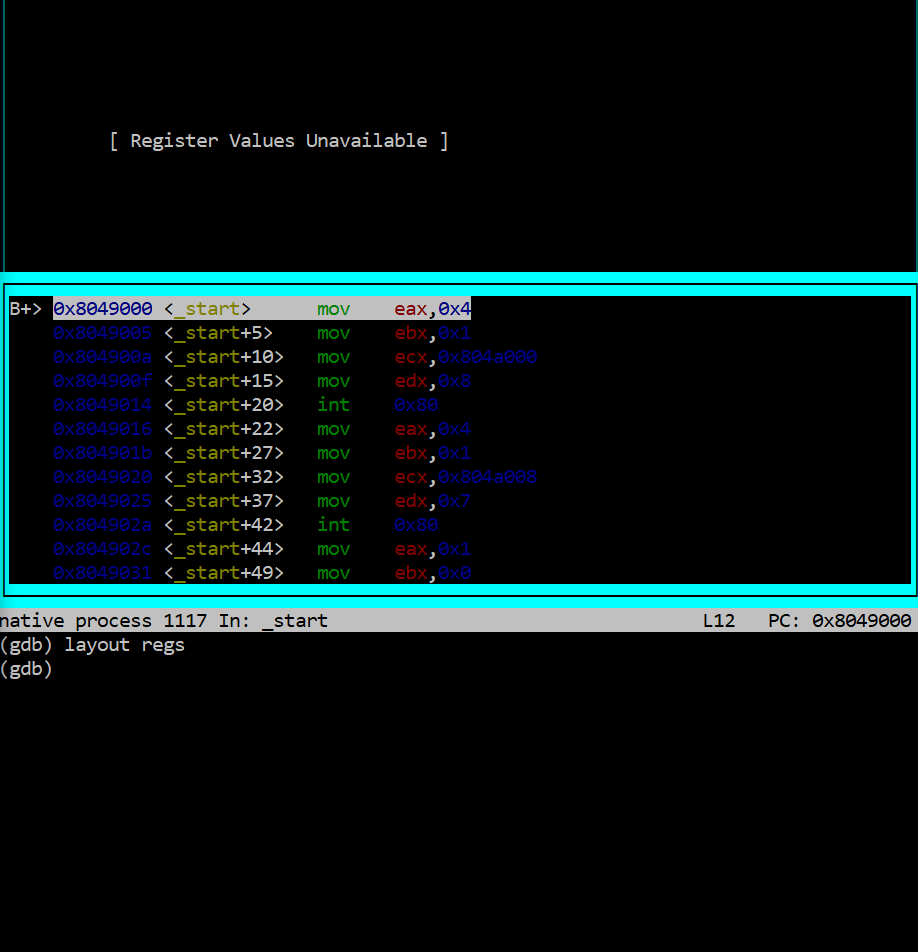 [ Register Values Unavailable ]
B+> 0x8049000 <_start> mov eax,0x4
0x8049005 <_start+5> mov ebx,0x1
0x804900a <_start+10> mov ecx,0x804a000
0x804900f <_start+15> mov edx,0x8
0x8049014 <_start+20> int 0x80
0x8049016 <_start+22> mov eax,0x4
0x804901b <_start+27> mov ebx,0x1
0x8049020 <_start+32> mov ecx,0x804a008
0x8049025 <_start+37> mov edx,0x7
0x804902a <_start+42> int 0x80
0x804902c <_start+44> mov eax,0x1
0x8049031 <_start+49> mov ebx,0x0
native process 1117 In: _start L12 PC: 0x8049000
(gdb) layout regs
(gdb)